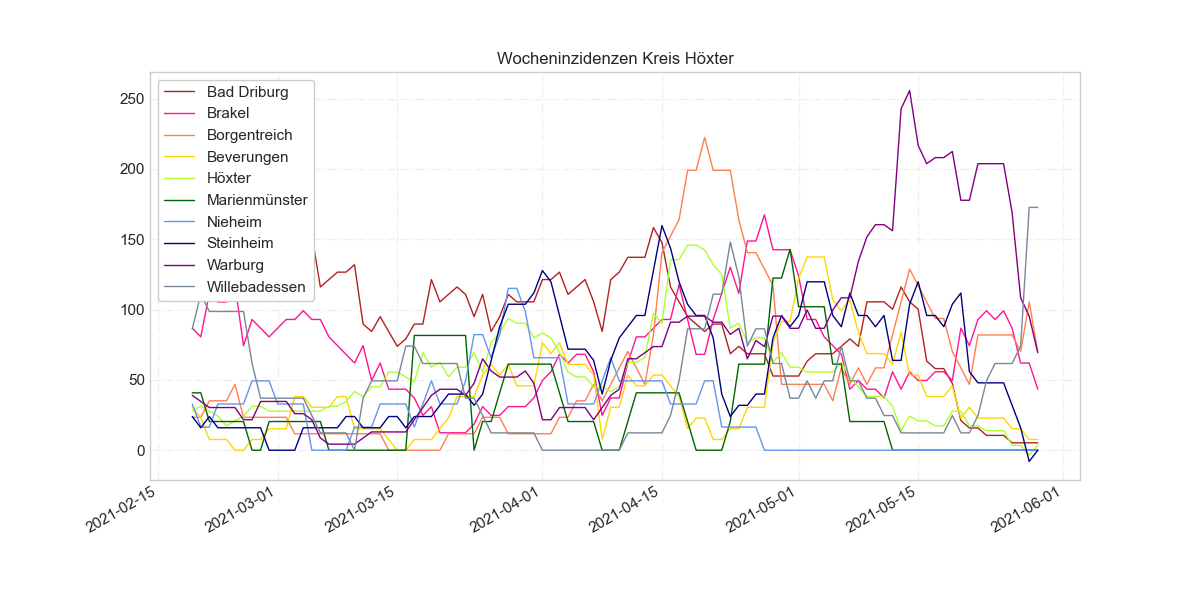 Wocheninzidenzen Kreis Höxter
250
200
150
100
50
0
Bad Driburg
Brakel
Borgentreich
Beverungen
Höxter
Marienmünster
Nieheim
Steinheim
Warburg
Willebadessen
2021-02-15
2021-03-01
2021-03-15
2021-04-01
2021-04-15
2021-05-01
2021-05-15
2021-06-01